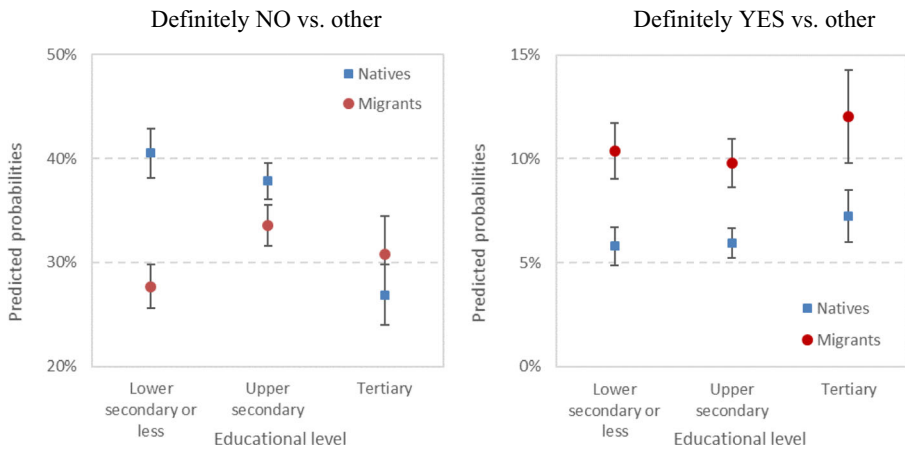 Definitely NO vs. other
50%
40%
30%
20%
Predicted probabilities
Natives
Migrants
Lower
secondary or
less
Upper
secondary
Tertiary
Educational level
Definitely YES vs. other
15%
10%
5%
0%
Predicted probabilities
Natives
Migrants
Lower
secondary or
less
Upper
secondary
Tertiary
Educational level